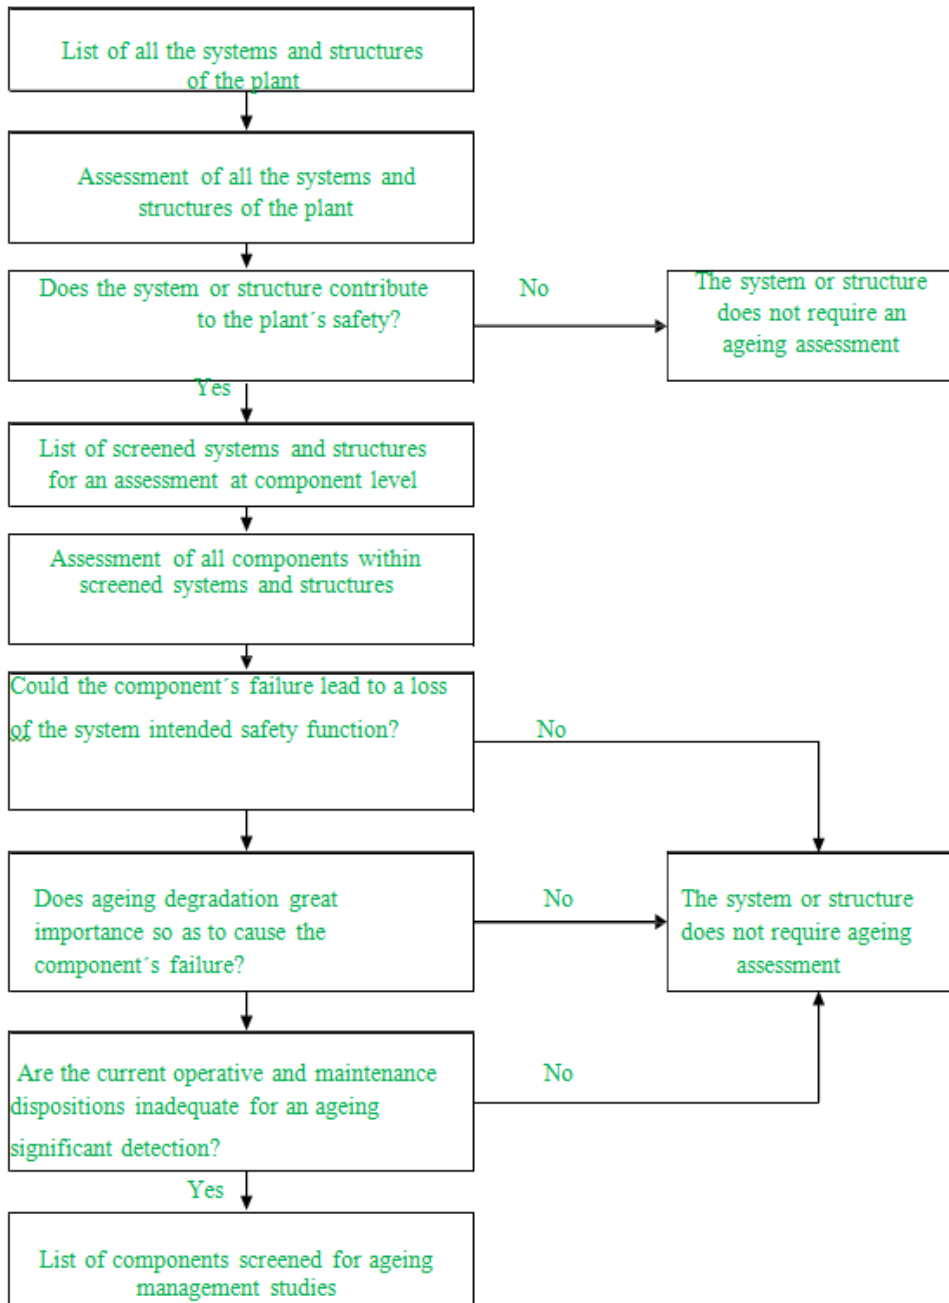 List of all the systems and structures
of the plant
Assessment of all the systems and
structures of the plant
Does the system or structure contribute
to the plant´s safety?
No
The system or structure
does not require an
ageing assessment
Yes
List of screened systems and structures
for an assessment at component level
Assessment of all components within
screened systems and structures
Could the component´s failure lead to a loss
of the system intended safety function?
No
Does ageing degradation great
importance so as to cause the
component´s failure?
No
The system or structure
does not require ageing
assessment
Are the current operative and maintenance
dispositions inadequate for an ageing
significant detection?
No
Yes
List of components screened for ageing
management studies